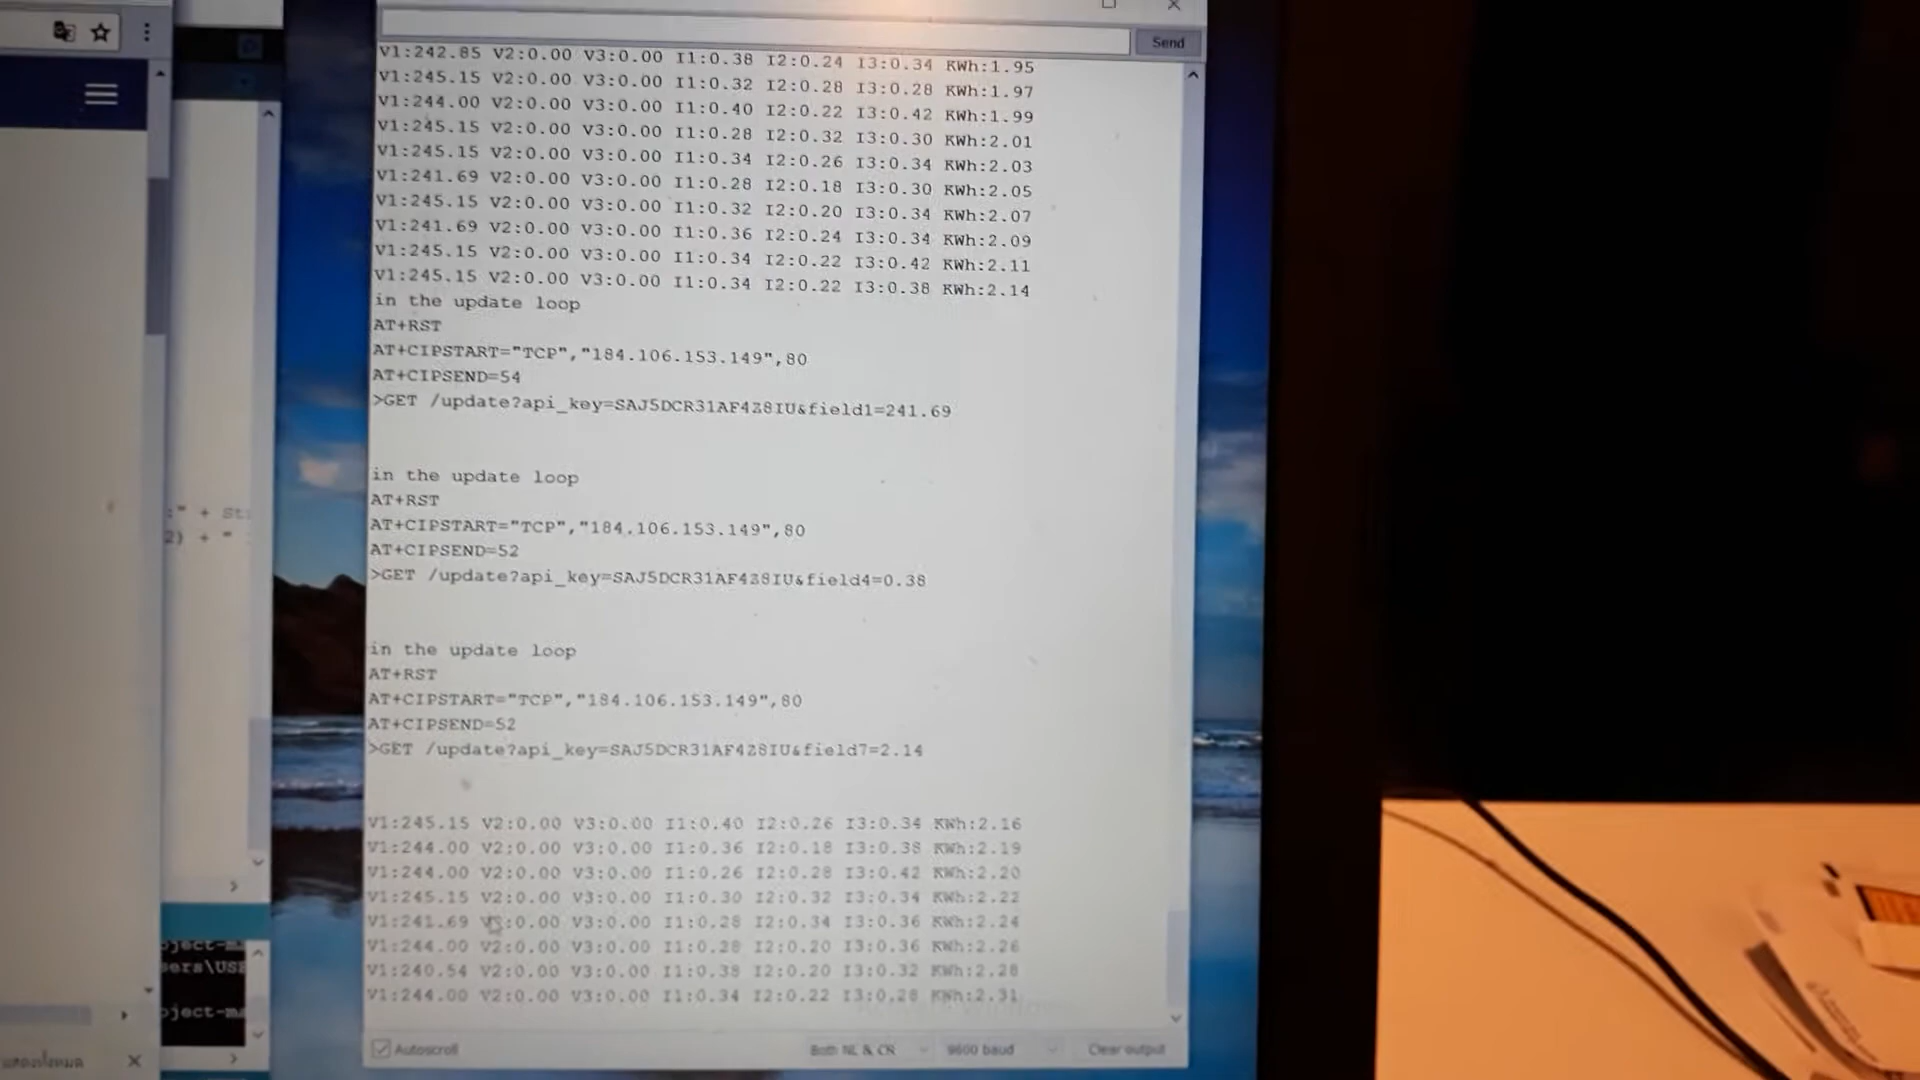 Send
V1:242.85 V2:0.00 V3:0.00 I1:0.38 I2:0.24 I3:0.34 KWh:1.95
V1:245.15 V2:0.00 V3:0.00 I1:0.32 I2:0.28 I3:0.28 KWh:1.97
V1:244.00 V2:0.00 V3:0.00 I1:0.40 I2:0.22 I3:0.42 KWh:1.99
V1:245.15 V2:0.00 V3:0.00 I1:0.28 I2:0.32 I3:0.30 KWh:2.01
V1:245.15 V2:0.00 V3:0.00 I1:0.34 I2:0.26 I3:0.34 KWh:2.03
V1:241.69 V2:0.00 V3:0.00 I1:0.28 I2:0.18 I3:0.30 KWh:2.05
V1:245.15 V2:0.00 V3:0.00 I1:0.32 I2:0.20 I3:0.34 KWh:2.07
V1:241.69 V2:0.00 V3:0.00 I1:0.36 I2:0.24 I3:0.34 KWh:2.09
V1:245.15 V2:0.00 V3:0.00 I1:0.34 I2:0.22 I3:0.42 KWh:2.11
V1:245.15 V2:0.00 V3:0.00 I1:0.34 I2:0.22 I3:0.38 KWh:2.14
in the update loop
AT+RST
AT+CIPSTART="TCP","184.106.153.149",80
AT+CIPSEND=54
>GET /update?api_key=SAJ5DCR31AF4Z8IU&field1=241.69
in the update loop
AT+RST
AT+CIPSTART="TCP","184.106.153.149",80
AT+CIPSEND=52
>GET /update?api_key=SAJ5DCR31AF4Z8IU&field4=0.38
in the update loop
AT+RST
AT+CIPSTART="TCP","184.106.153.149",80
AT+CIPSEND=52
>GET /update?api_key=SAJ5DCR31AF4Z8IU&field7=2.14
V1:245.15 V2:0.00 V3:0.00 I1:0.40 I2:0.26 I3:0.34 KWh:2.16
V1:244.00 V2:0.00 V3:0.00 I1:0.36 I2:0.18 I3:0.38 KWh:2.19
V1:244.00 V2:0.00 V3:0.00 I1:0.26 I2:0.28 I3:0.42 KWh:2.20
V1:245.15 V2:0.00 V3:0.00 I1:0.30 I2:0.32 I3:0.34 KWh:2.22
V1:241.69 V2:0.00 V3:0.00 I1:0.28 I2:0.34 I3:0.36 KWh:2.24
V1:244.00 V2:0.00 V3:0.00 I1:0.28 I2:0.20 I3:0.36 KWh:2.26
V1:240.54 V2:0.00 V3:0.00 I1:0.38 I2:0.20 I3:0.32 KWh:2.28
V1:244.00 V2:0.00 V3:0.00 I1:0.34 I2:0.22 I3:0.28 KWh:2.31
Autoscroll Both NL & CR 9600 baud Clear output
:" + St
2) + "
oject-ma
sers\USE
oject-ma
แสดงทั้งหมด